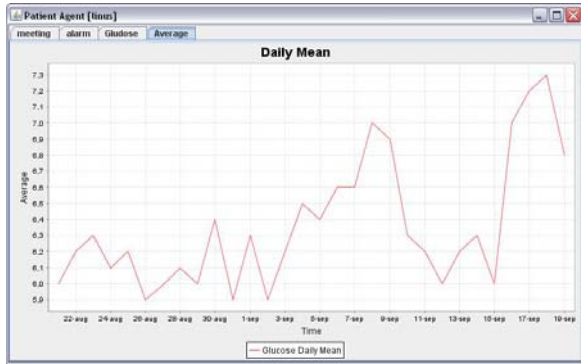 Patient Agent [linus]
meeting alarm Gludose Average
Daily Mean
7,3
7,2
7,1
7,0
6,9
6,8
6,7
6,6
6,5
6,4
6,3
6,2
6,1
6,0
5,9
Average
22-aug 24-aug 26-aug 28-aug 30-aug 1-sep 3-sep 5-sep 7-sep 9-sep 11-sep 13-sep 15-sep 17-sep 19-sep
Time
Glucose Daily Mean